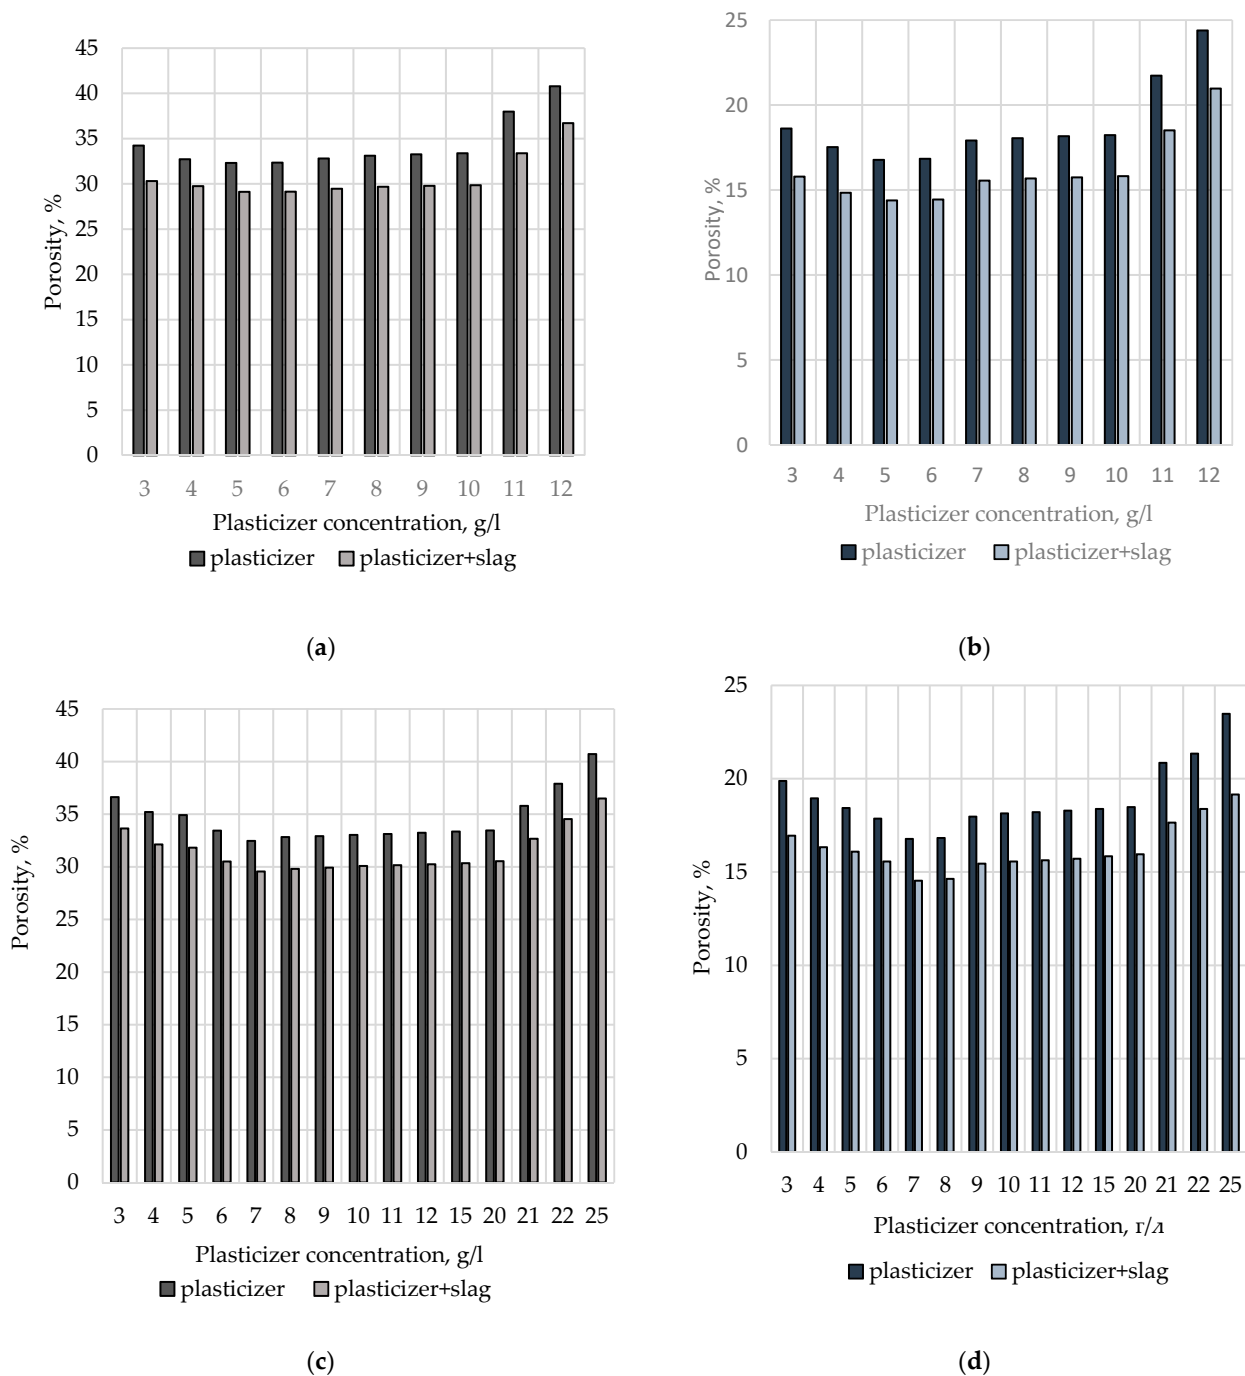 45
40
35
30
25
20
15
10
5
0
Porosity, %
3 4 5 6 7 8 9 10 11 12
Plasticizer concentration, g/l
plasticizer plasticizer+slag
(a)
25
20
15
10
5
0
Porosity, %
3 4 5 6 7 8 9 10 11 12
Plasticizer concentration, g/l
plasticizer plasticizer+slag
(b)
45
40
35
30
25
20
15
10
5
0
Porosity, %
3 4 5 6 7 8 9 10 11 12 15 20 21 22 25
Plasticizer concentration, g/l
plasticizer plasticizer+slag
(c)
25
20
15
10
5
0
Porosity, %
3 4 5 6 7 8 9 10 11 12 15 20 21 22 25
Plasticizer concentration, г/л
plasticizer plasticizer+slag
(d)